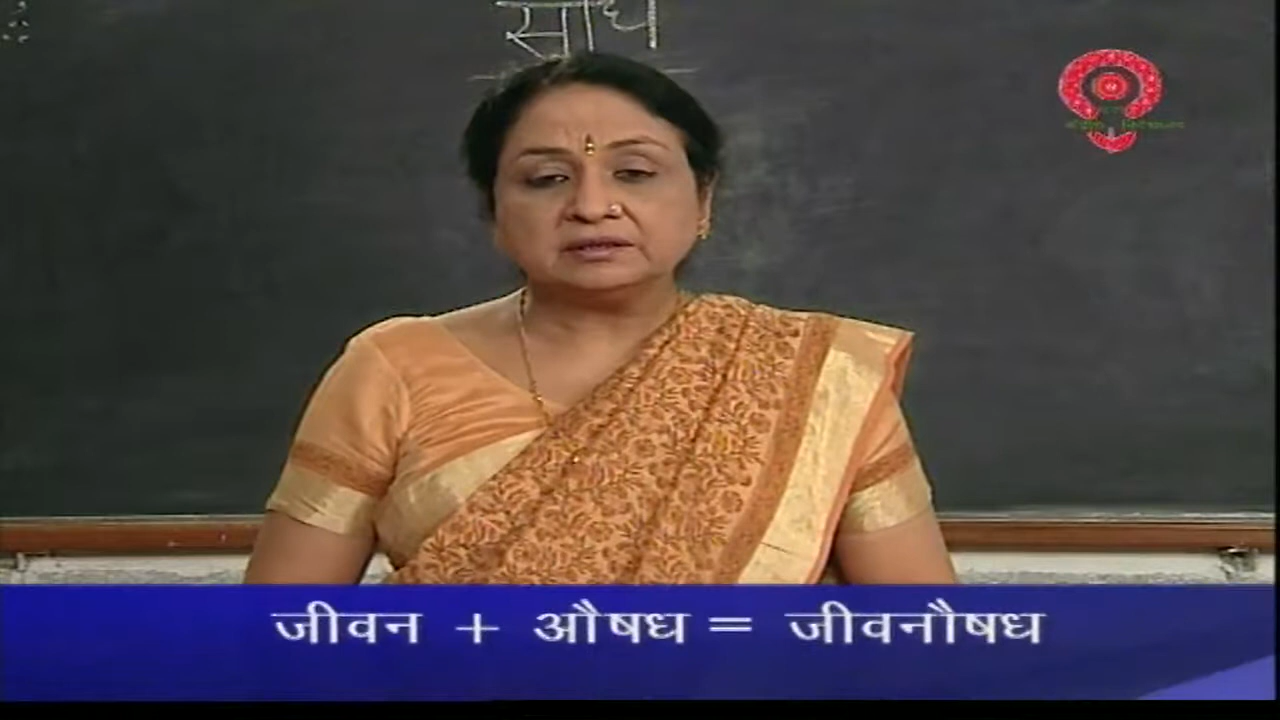 साध
जीवन + औषध = जीवनौषध